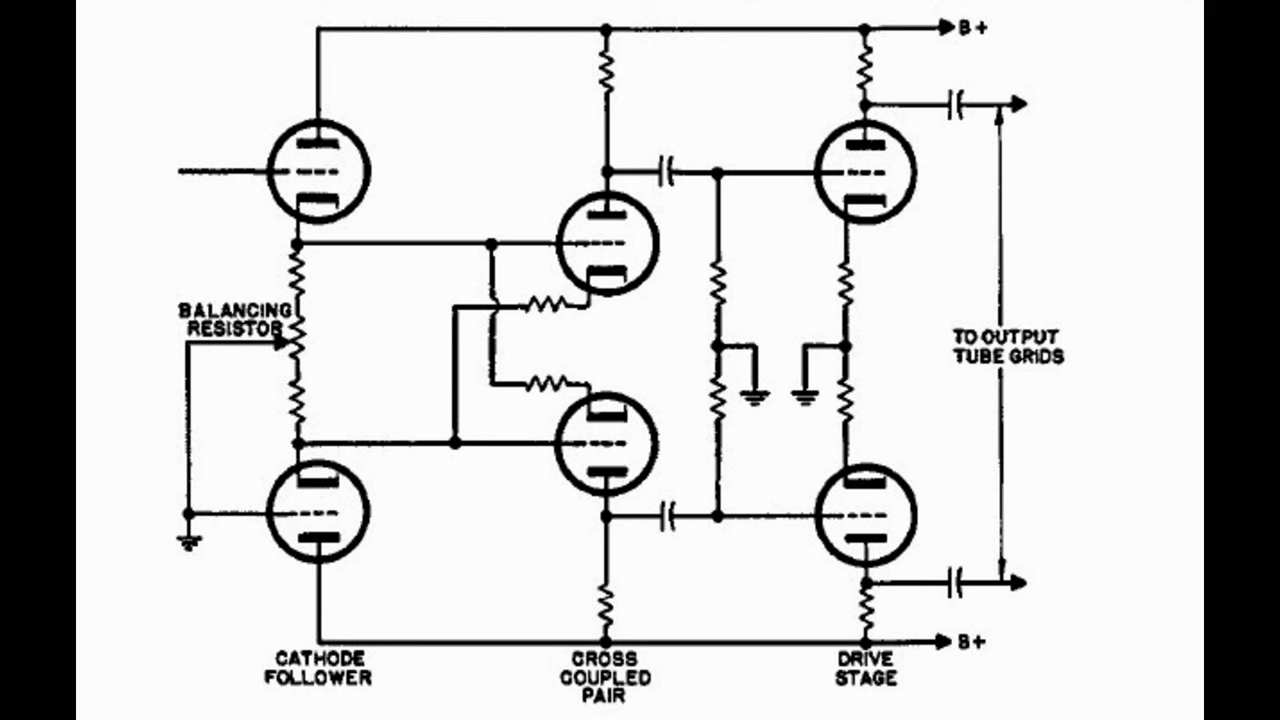 B+
BALANCING
RESISTOR
TO OUTPUT
TUBE GRIDS
B+
CATHODE
FOLLOWER
CROSS
COUPLED
PAIR
DRIVE
STAGE